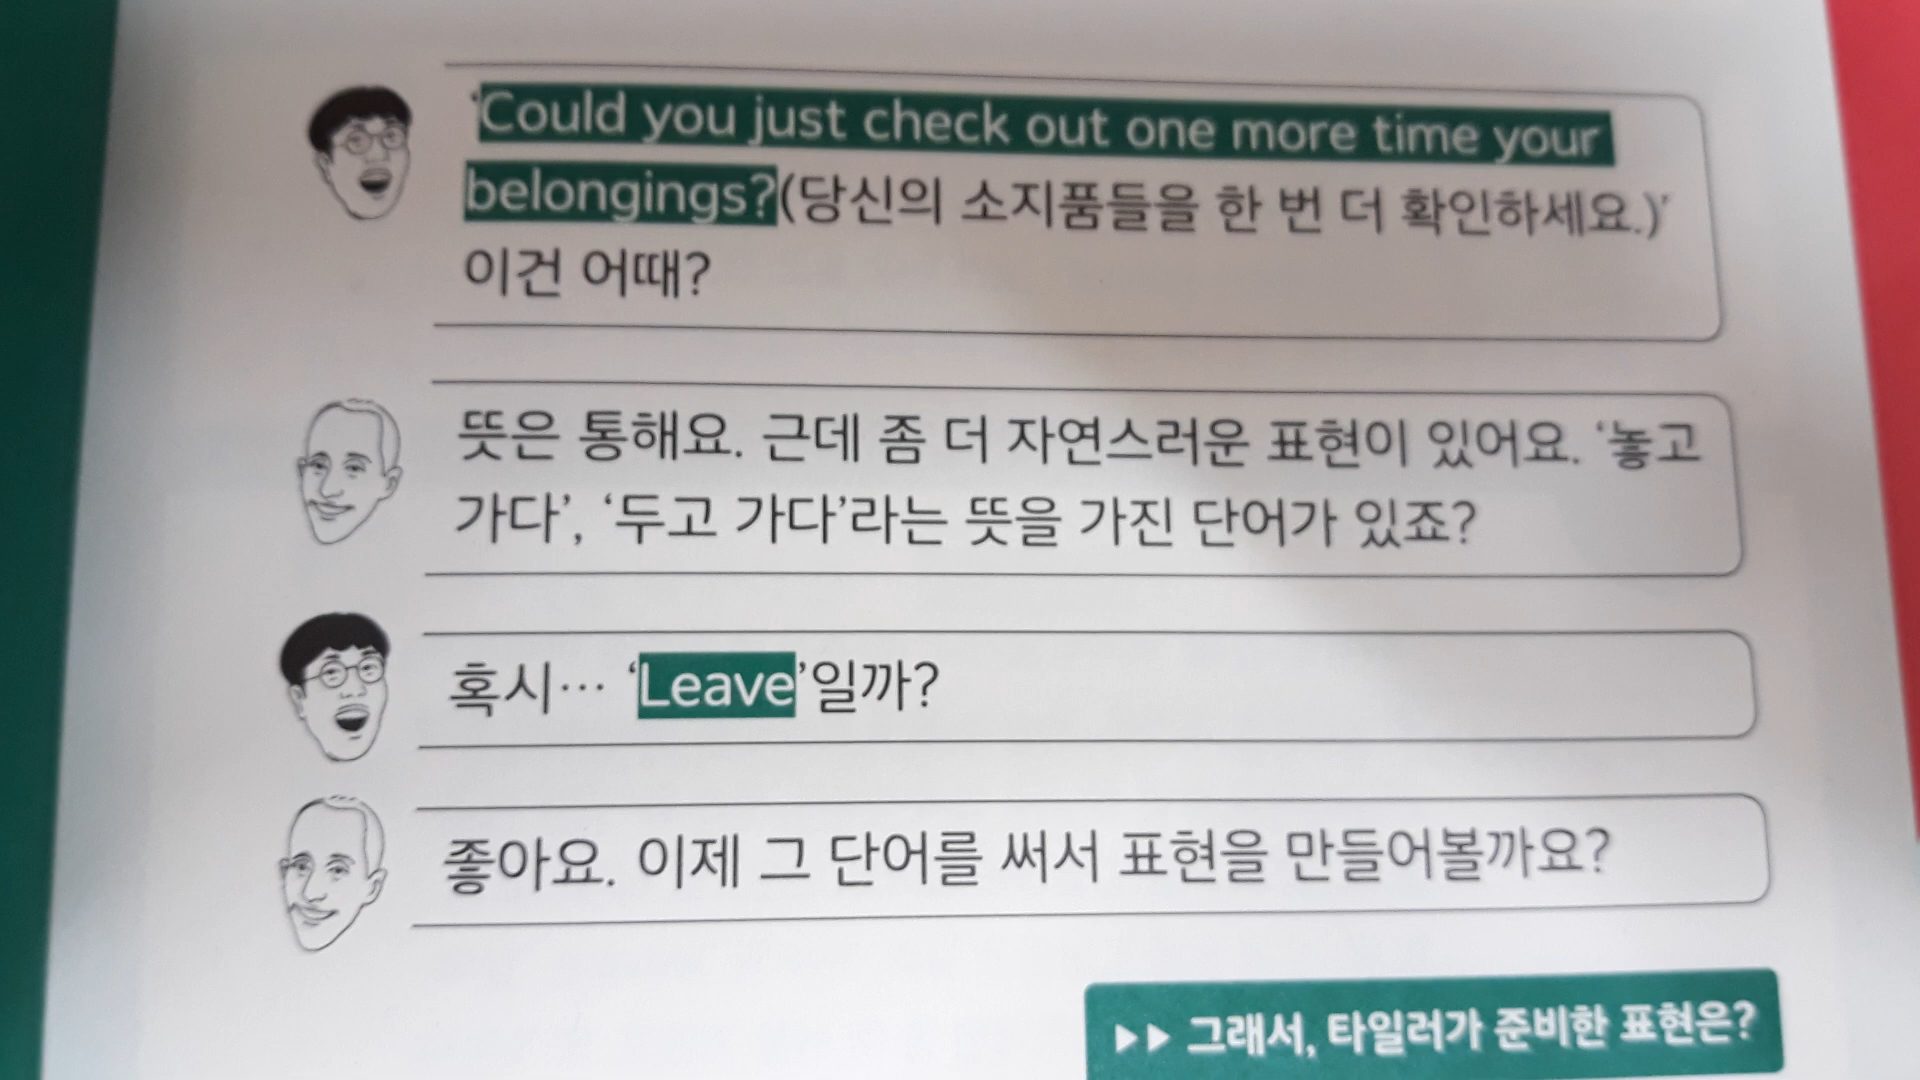 ‘Could you just check out one more time your
belongings?(당신의 소지품들을 한 번 더 확인하세요.)’
이건 어때?
뜻은 통해요. 근데 좀 더 자연스러운 표현이 있어요. ‘놓고
가다’, ‘두고 가다’라는 뜻을 가진 단어가 있죠?
혹시… ‘Leave’일까?
좋아요. 이제 그 단어를 써서 표현을 만들어볼까요?
▶▶ 그래서, 타일러가 준비한 표현은?